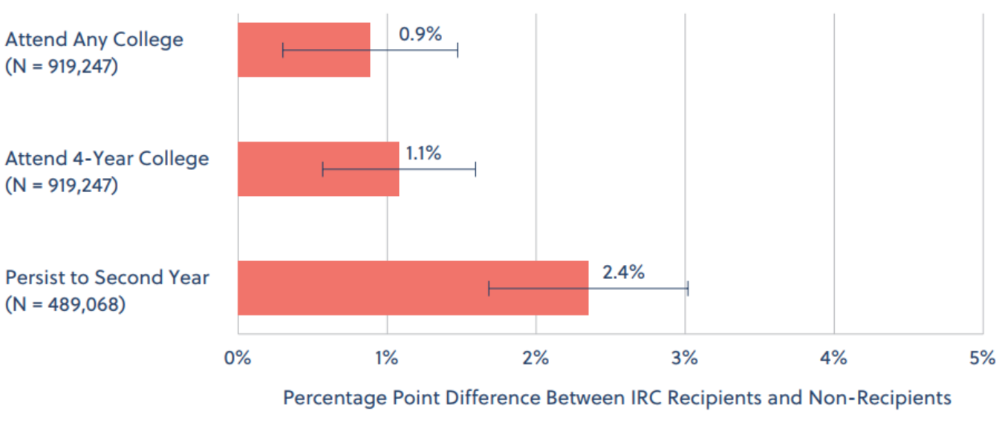 Attend Any College
(N = 919,247)
0.9%
Attend 4-Year College
(N = 919,247)
1.1%
Persist to Second Year
(N = 489,068)
2.4%
0% 1% 2% 3% 4% 5%
Percentage Point Difference Between IRC Recipients and Non-Recipients